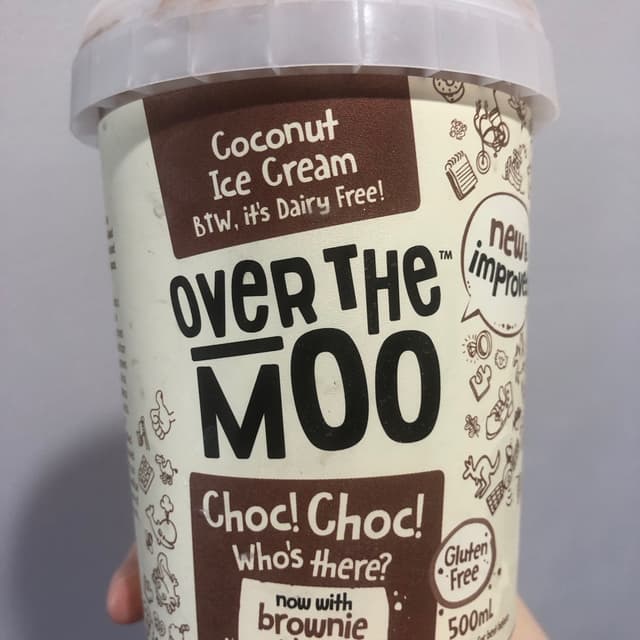 Coconut
Ice Cream
BTW, it's Dairy Free!
OVER THE™
MOO
new &
improve
Choc! Choc!
Who's there?
now with
brownie
Gluten
Free
500mL